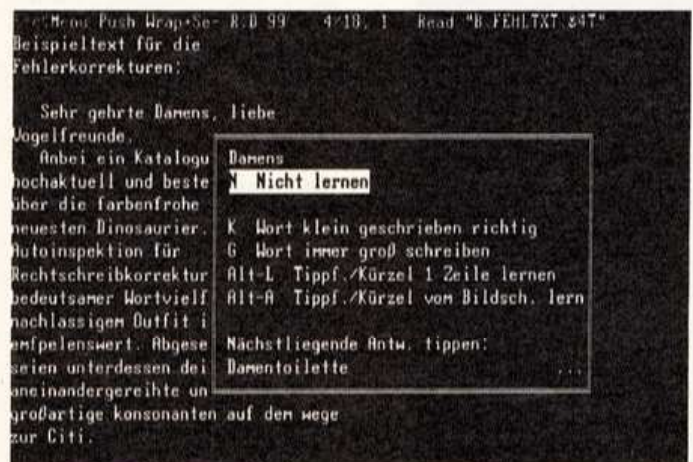 Menu Push Wrap+Se- R:D 99 4/18, 1 Read "B.FEHLTXT.84T"
Beispieltext für die
Fehlerkorrekturen:
Sehr gehrte Damens, liebe
Vogelfreunde.
Anbei ein Katalogu
hochaktuell und beste
über die farbenfrohe
neuesten Dinosaurier.
Autoinspektion für
Rechtschreibkorrektur
bedeutsamer Wortvielf
nachlassigem Outfit i
emfpelenswert. Abgese
seien unterdessen dei
aneinandergereihte un
großartige konsonanten auf dem wege
zur Citi.
Damens
N Nicht lernen
K Wort klein geschrieben richtig
G Wort immer groß schreiben
Alt-L Tippf./Kürzel 1 Zeile lernen
Alt-A Tippf./Kürzel vom Bildsch. lern
Nächstliegende Antw. tippen:
Damentoilette ...